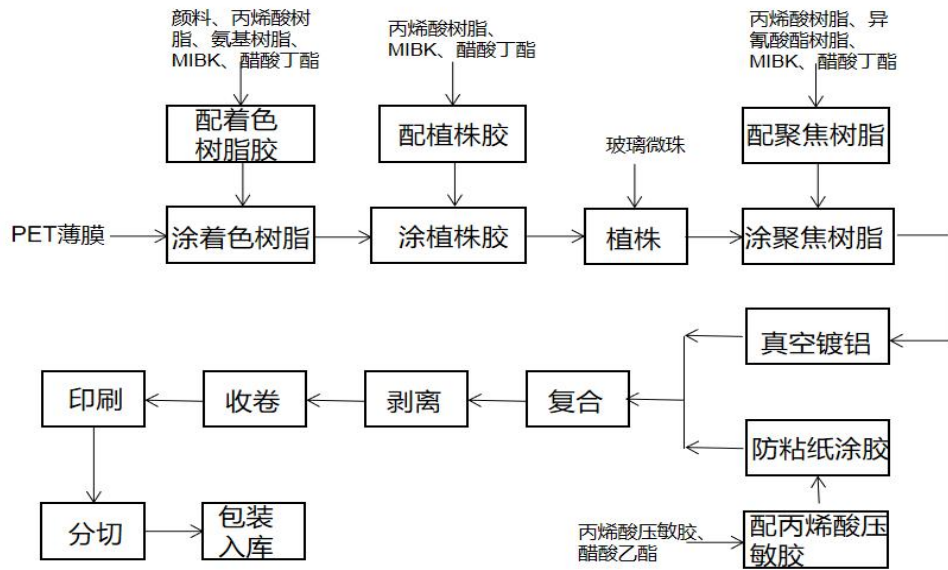 颜料、丙烯酸树
脂、氨基树脂、
MIBK、醋酸丁酯
丙烯酸树脂、
MIBK、醋酸丁酯
丙烯酸树脂、异
氰酸酯树脂、
MIBK、醋酸丁酯
配着色
树脂胶
配植株胶
玻璃微珠
配聚焦树脂
PET薄膜
涂着色树脂
涂植株胶
植株
涂聚焦树脂
真空镀铝
印刷
收卷
剥离
复合
防粘纸涂胶
分切
包装
入库
丙烯酸压敏胶、
醋酸乙酯
配丙烯酸压
敏胶